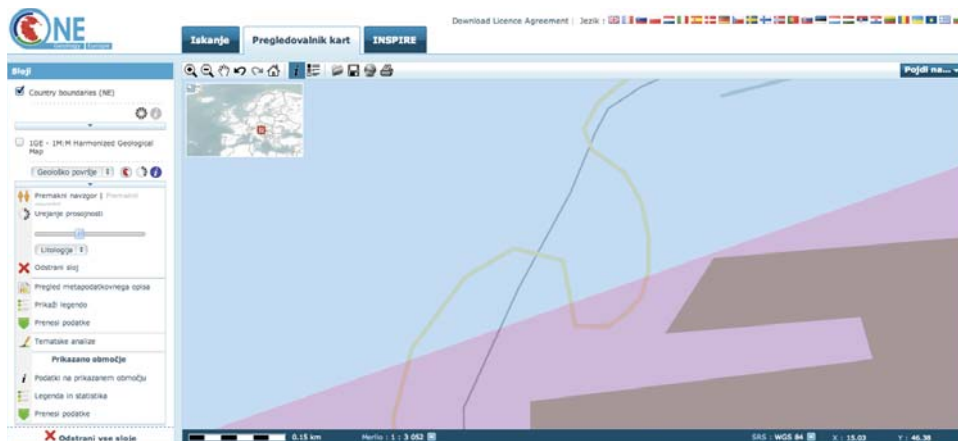 ONE
Geology Europe
Download Licence Agreement | Jezik :
Iskanje
Pregledovalnik kart
INSPIRE
Sloji
Pojdi na...
Country boundaries (NE)
1GE - 1M:M Harmonized Geological
Map
Geološko površje
Premakni navzgor | Premakni
Urejanje prosojnosti
Litologija
Odstrani sloj
Pregled metapodatkovnega opisa
Prikaži legendo
Prenesi podatke
Tematske analize
Prikazano območje
Podatki na prikazanem območju
Legenda in statistika
Prenesi podatke
Odstrani vse sloje
0.15 km
Merilo : 1 : 3 052
SRS : WGS 84
X : 15.03
Y : 46.38